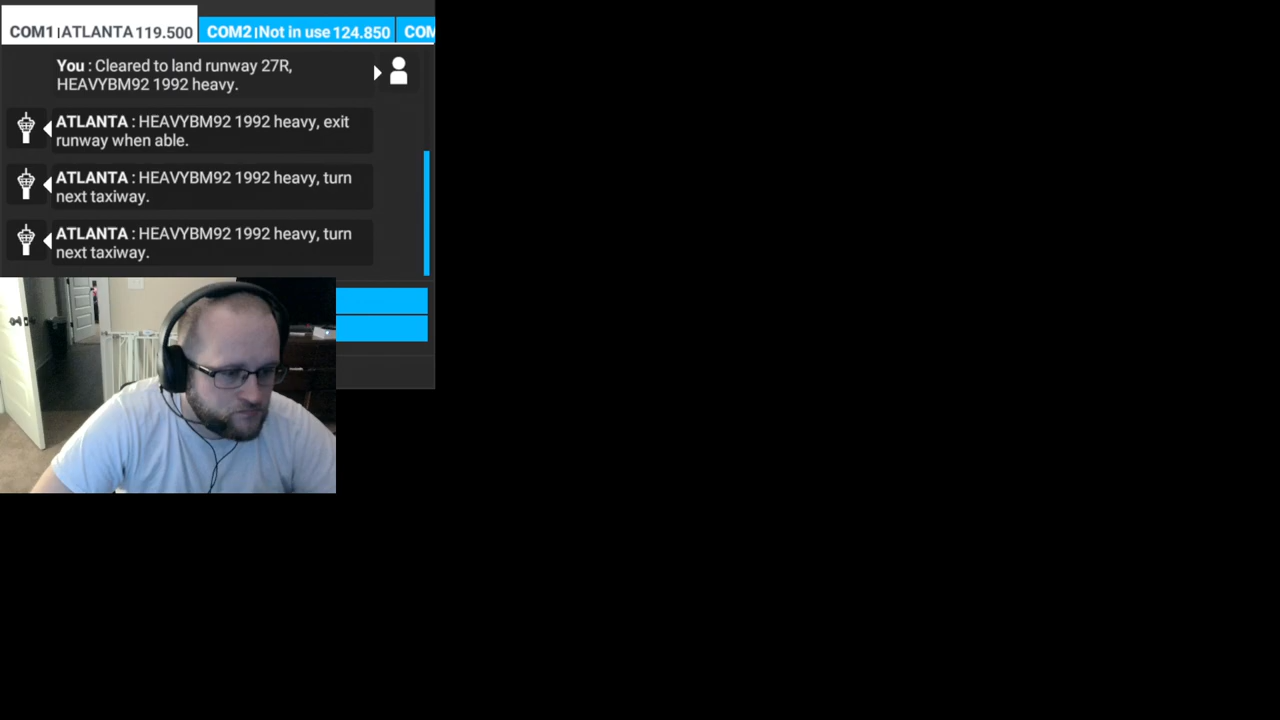 COM1 | ATLANTA 119.500 COM2 | Not in use 124.850 COM
You : Cleared to land runway 27R,
HEAVYBM92 1992 heavy.
ATLANTA : HEAVYBM92 1992 heavy, exit
runway when able.
ATLANTA : HEAVYBM92 1992 heavy, turn
next taxiway.
ATLANTA : HEAVYBM92 1992 heavy, turn
next taxiway.